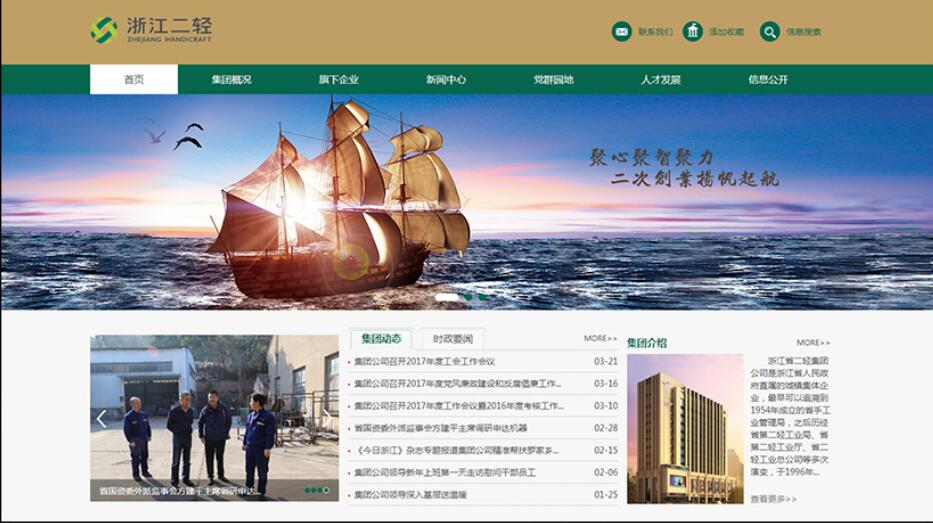 浙江二轻
ZHEJIANG HANDICRAFT
联系我们 添加收藏 信息搜索
首页 集团概况 旗下企业 新闻中心 党群园地 人才发展 信息公开
聚心聚智聚力
二次创業揚帆起航
集团动态 时政要闻 MORE>>
集团公司召开2017年度工会工作会议 03-21
集团公司召开2017年度党风廉政建设和反腐倡廉工作... 03-16
集团公司召开2017年度工作会议暨2016年度考核工作... 03-10
省国资委外派监事会方建平主席调研申达机器 02-28
《今日浙江》杂志专题报道集团公司精准帮扶罗家乡... 02-15
集团公司领导新年上班第一天走访慰问干部员工 02-06
集团公司领导深入基层送温暖 01-25
省国资委外派监事会方建平主席调研申达...
集团介绍 MORE>>
浙江省二轻集团
公司是浙江省人民政
府直属的城镇集体企
业，最早可以追溯到
1954年成立的省手工
业管理局，之后历经
省第二轻工业局、省
第二轻工业厅、省二
轻工业总公司等多次
演变，于1996年...
查看更多>>